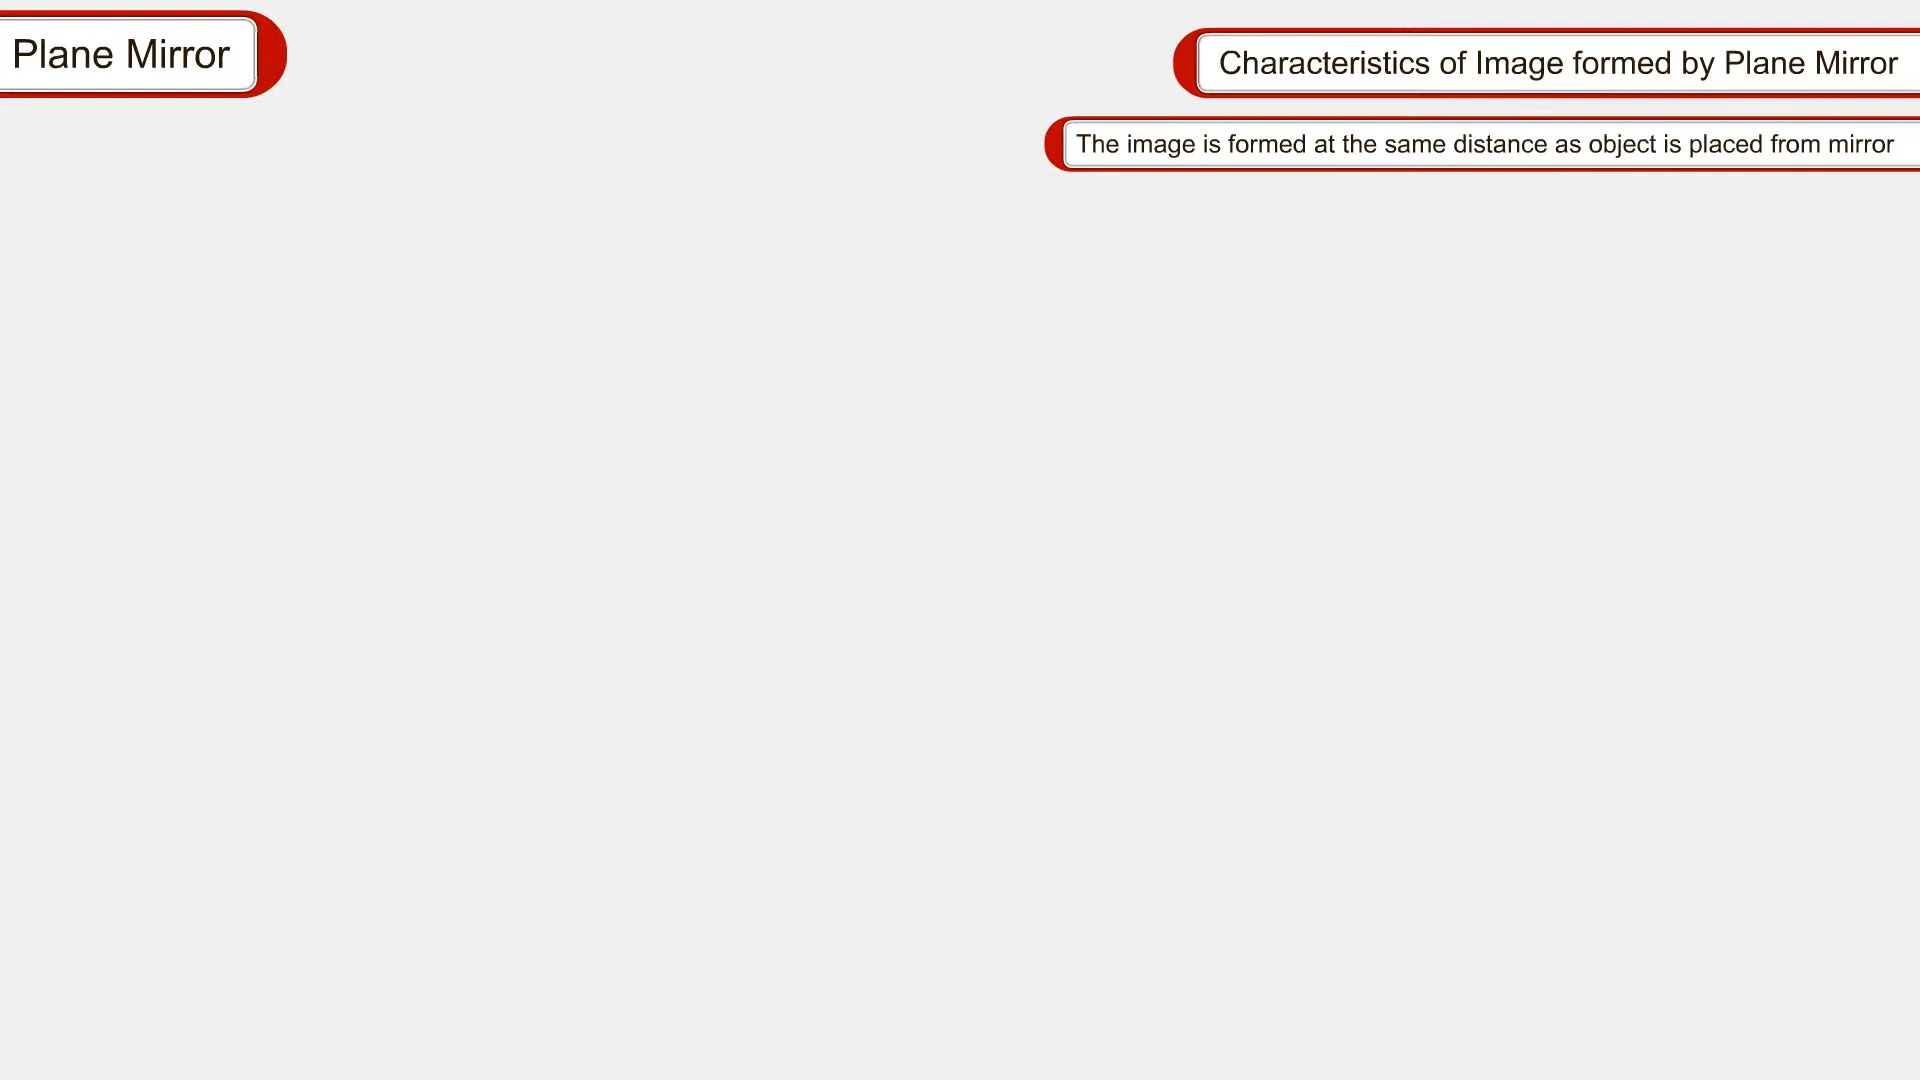 Plane Mirror
Characteristics of Image formed by Plane Mirror
The image is formed at the same distance as object is placed from mirror